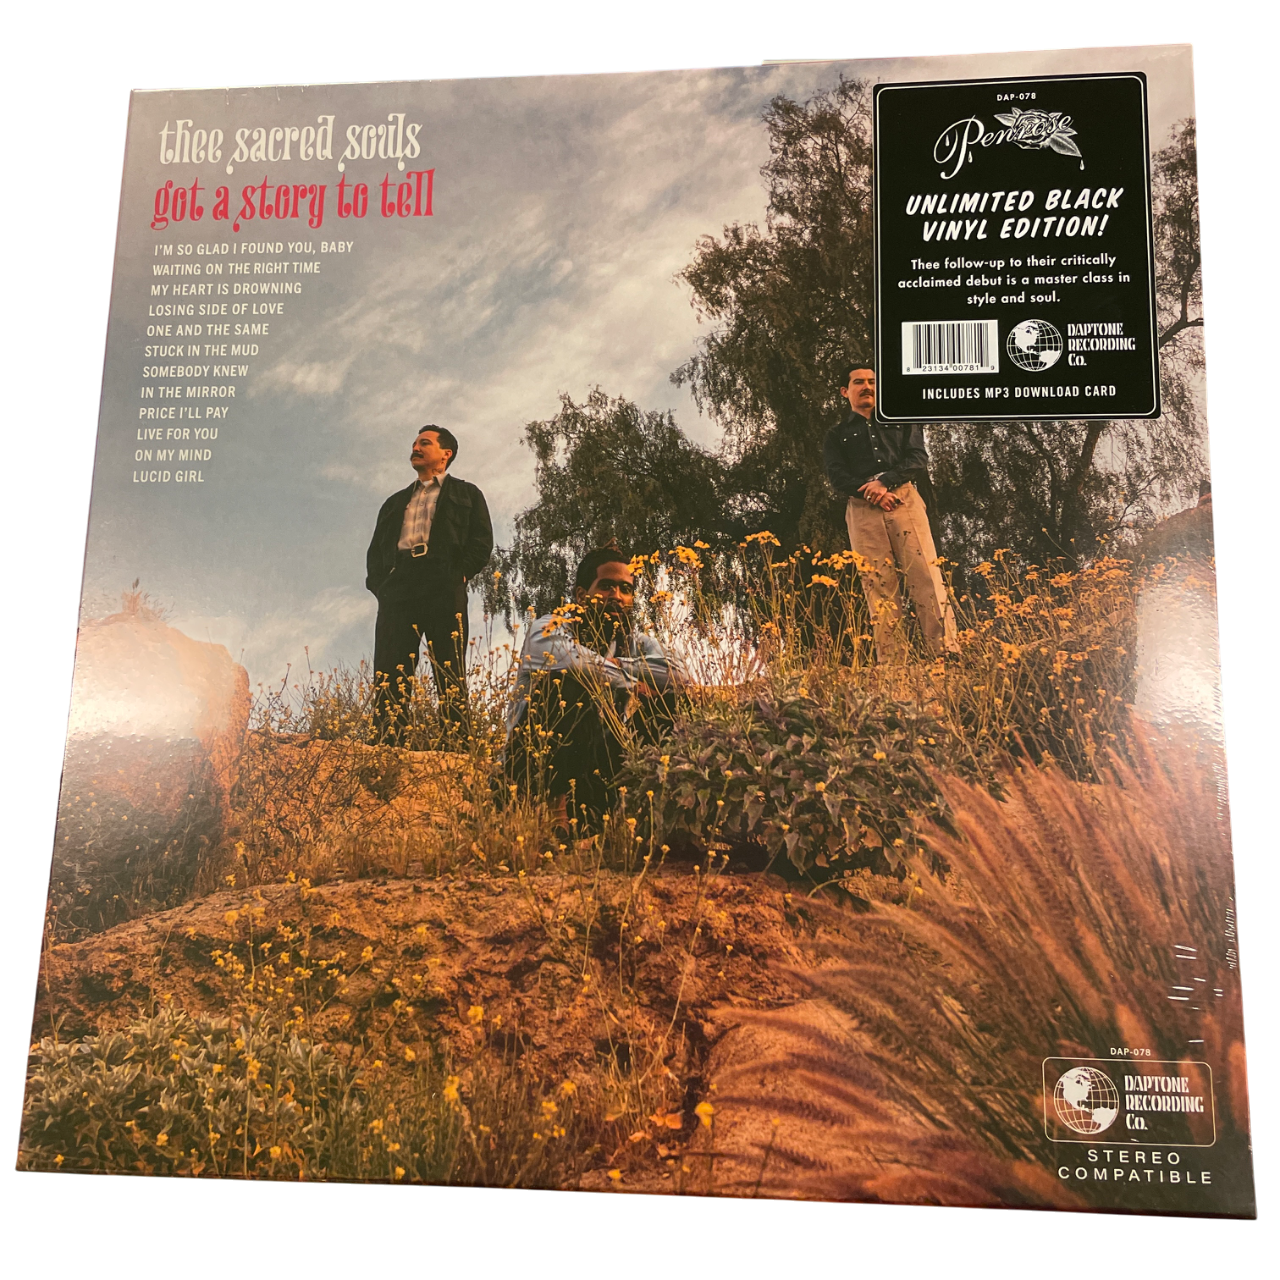 thee sacred souls
got a story to tell
I'M SO GLAD I FOUND YOU, BABY
WAITING ON THE RIGHT TIME
MY HEART IS DROWNING
LOSING SIDE OF LOVE
ONE AND THE SAME
STUCK IN THE MUD
SOMEBODY KNEW
IN THE MIRROR
PRICE I'LL PAY
LIVE FOR YOU
ON MY MIND
LUCID GIRL
DAP-078
Penrose
UNLIMITED BLACK
VINYL EDITION!
Thee follow-up to their critically
acclaimed debut is a master class in
style and soul.
8 23134 00781 9
DAPTONE
RECORDING
Co.
INCLUDES MP3 DOWNLOAD CARD
DAP-078
DAPTONE
RECORDING
Co.
STEREO
COMPATIBLE